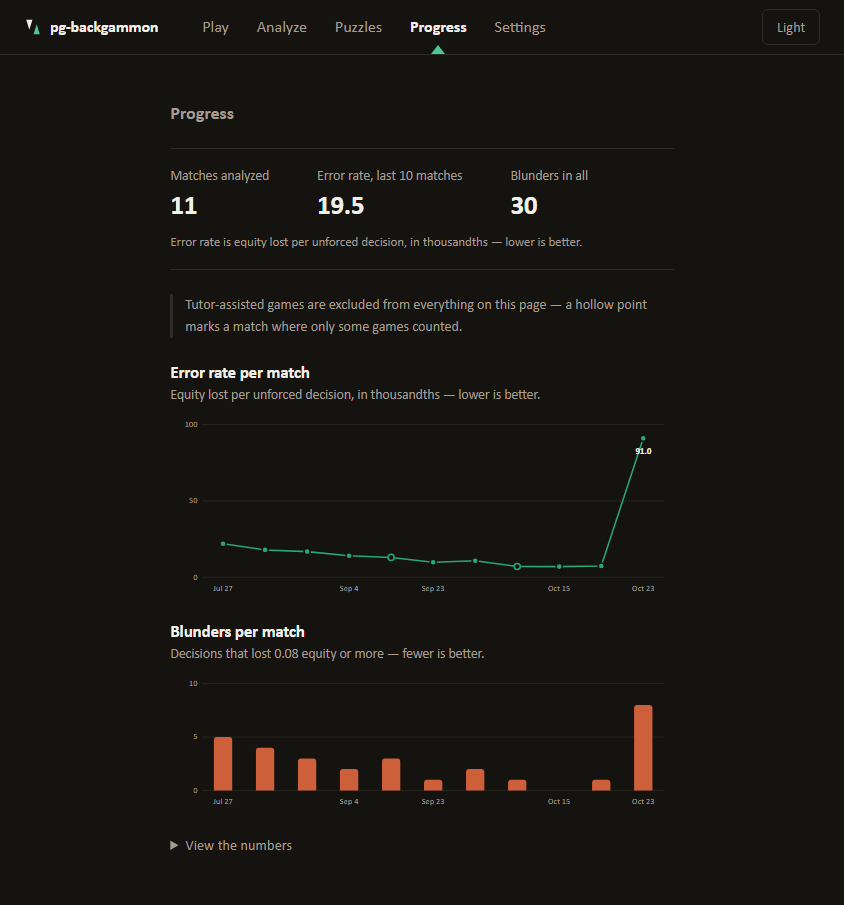 pg-backgammon Play Analyze Puzzles Progress Settings Light
Progress
Matches analyzed Error rate, last 10 matches Blunders in all
11 19.5 30
Error rate is equity lost per unforced decision, in thousandths — lower is better.
Tutor-assisted games are excluded from everything on this page — a hollow point
marks a match where only some games counted.
Error rate per match
Equity lost per unforced decision, in thousandths — lower is better.
100
91.0
50
0
Jul 27 Sep 4 Sep 23 Oct 15 Oct 23
Blunders per match
Decisions that lost 0.08 equity or more — fewer is better.
10
5
0
Jul 27 Sep 4 Sep 23 Oct 15 Oct 23
View the numbers